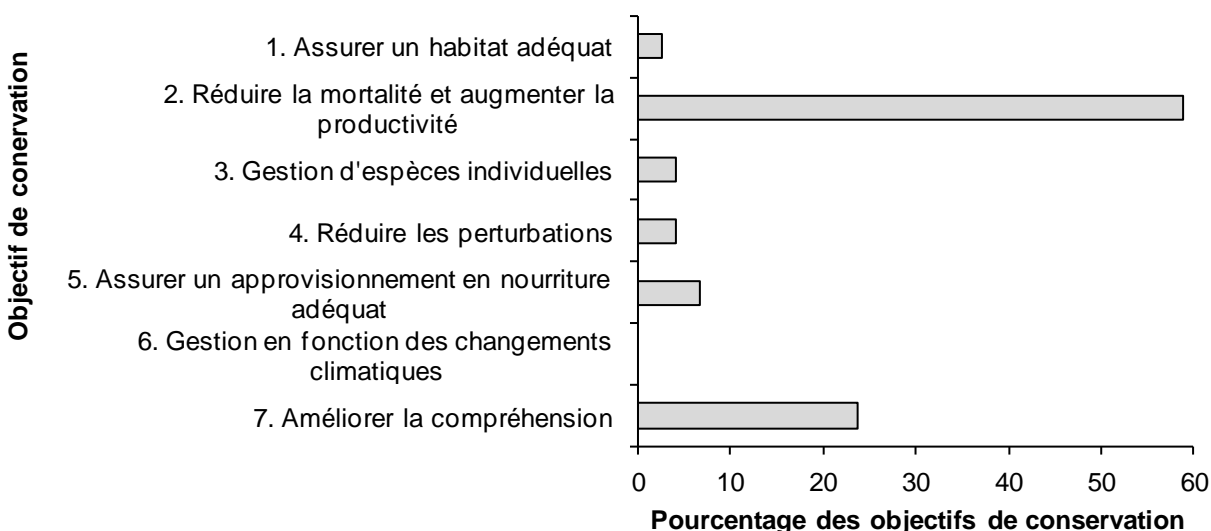 Objectif de conervation
1. Assurer un habitat adéquat
2. Réduire la mortalité et augmenter la
productivité
3. Gestion d'espèces individuelles
4. Réduire les perturbations
5. Assurer un approvisionnement en nourriture
adéquat
6. Gestion en fonction des changements
climatiques
7. Améliorer la compréhension
0 10 20 30 40 50 60
Pourcentage des objectifs de conservation